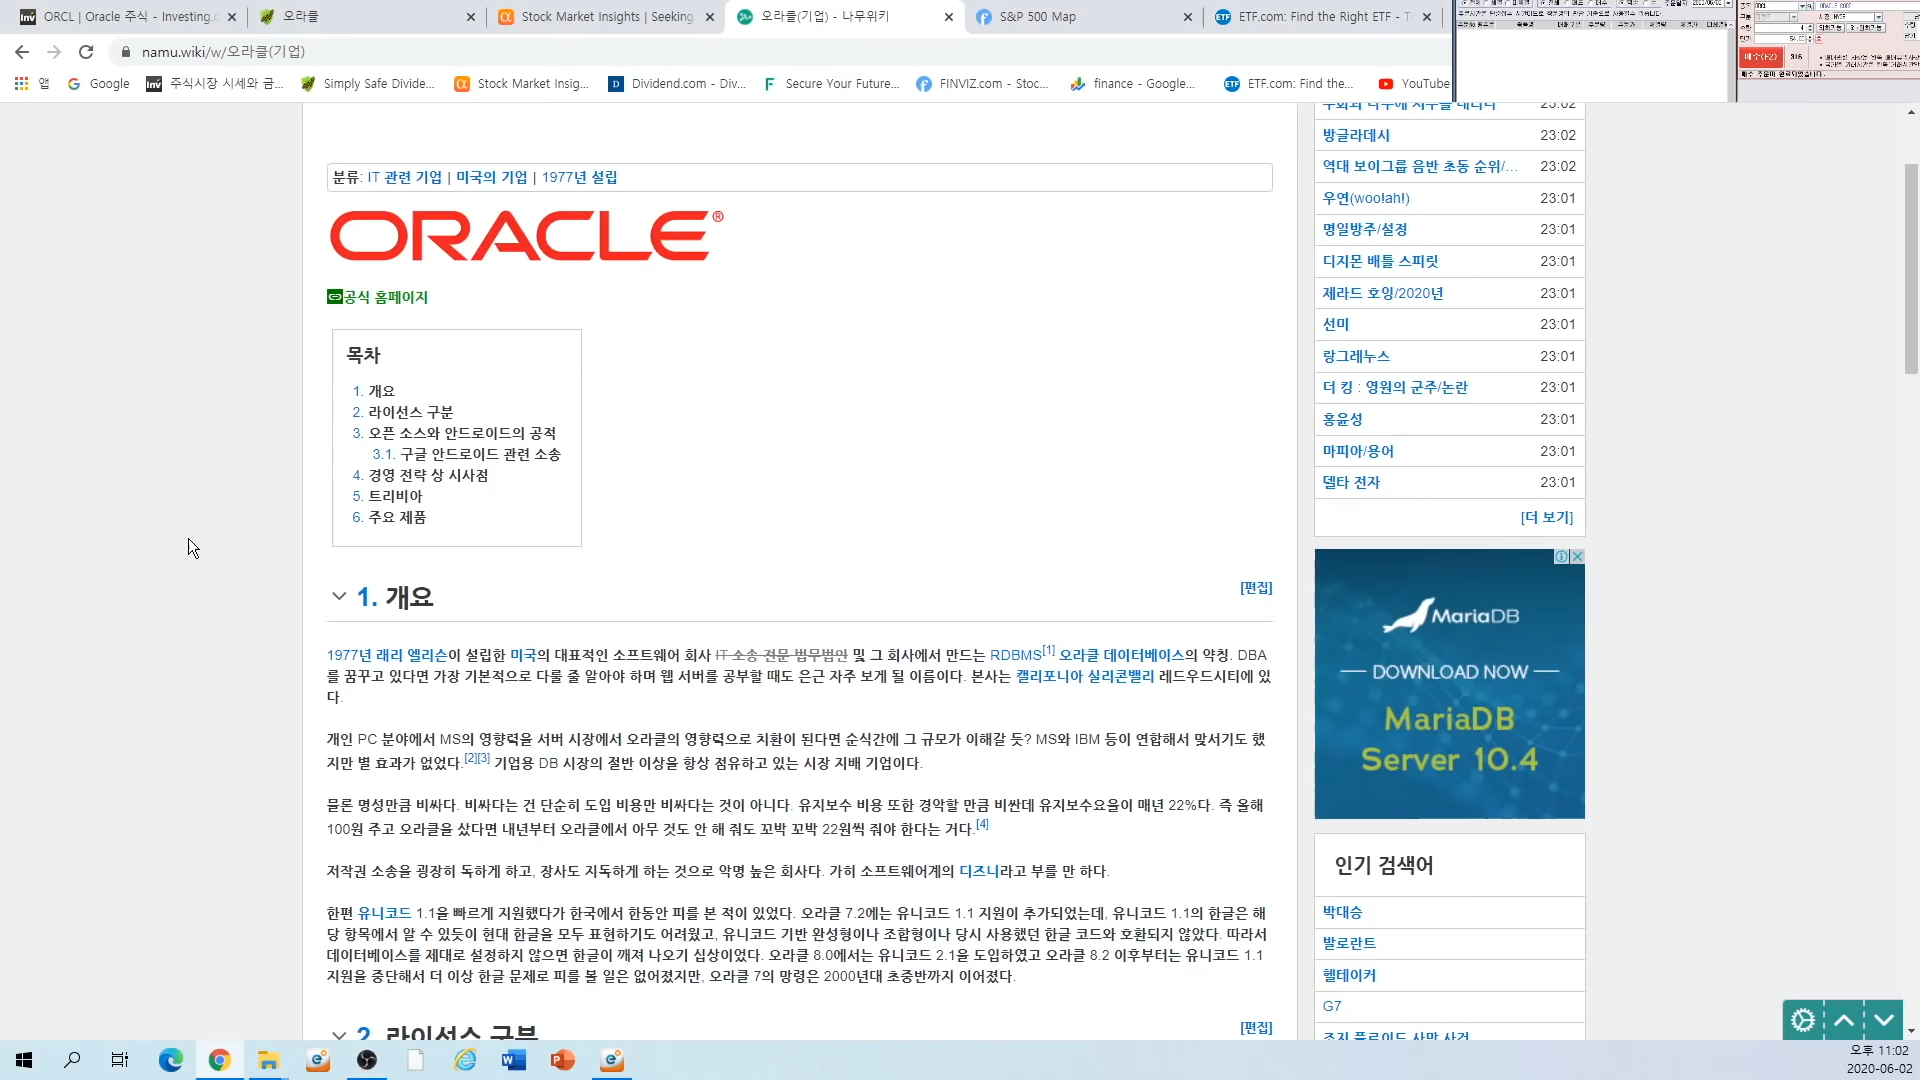 ORCL | Oracle 주식 - Investing.c
오라클
Stock Market Insights | Seeking
오라클(기업) - 나무위키
S&P 500 Map
ETF.com: Find the Right ETF - T
namu.wiki/w/오라클(기업)
앱
Google
주식시장 시세와 금...
Simply Safe Divide...
Stock Market Insig...
Dividend.com - Div...
Secure Your Future...
FINVIZ.com - Stoc...
finance - Google...
ETF.com: Find the...
YouTube
분류: IT 관련 기업 | 미국의 기업 | 1977년 설립
ORACLE®
공식 홈페이지
목차
1. 개요
2. 라이선스 구분
3. 오픈 소스와 안드로이드의 공적
3.1. 구글 안드로이드 관련 소송
4. 경영 전략 상 시사점
5. 트리비아
6. 주요 제품
1. 개요
[편집]
1977년 래리 엘리슨이 설립한 미국의 대표적인 소프트웨어 회사 IT 소송 전문 법무법인 및 그 회사에서 만드는 RDBMS[1] 오라클 데이터베이스의 약칭. DBA
를 꿈꾸고 있다면 가장 기본적으로 다룰 줄 알아야 하며 웹 서버를 공부할 때도 은근 자주 보게 될 이름이다. 본사는 캘리포니아 실리콘밸리 레드우드시티에 있
다.
개인 PC 분야에서 MS의 영향력을 서버 시장에서 오라클의 영향력으로 치환이 된다면 순식간에 그 규모가 이해갈 듯? MS와 IBM 등이 연합해서 맞서기도 했
지만 별 효과가 없었다.[2][3] 기업용 DB 시장의 절반 이상을 항상 점유하고 있는 시장 지배 기업이다.
물론 명성만큼 비싸다. 비싸다는 건 단순히 도입 비용만 비싸다는 것이 아니다. 유지보수 비용 또한 경악할 만큼 비싼데 유지보수요율이 매년 22%다. 즉 올해
100원 주고 오라클을 샀다면 내년부터 오라클에서 아무 것도 안 해 줘도 꼬박 꼬박 22원씩 줘야 한다는 거다.[4]
저작권 소송을 굉장히 독하게 하고, 장사도 지독하게 하는 것으로 악명 높은 회사다. 가히 소프트웨어계의 디즈니라고 부를 만 하다.
한편 유니코드 1.1을 빠르게 지원했다가 한국에서 한동안 피를 본 적이 있었다. 오라클 7.2에는 유니코드 1.1 지원이 추가되었는데, 유니코드 1.1의 한글은 해
당 항목에서 알 수 있듯이 현대 한글을 모두 표현하기도 어려웠고, 유니코드 기반 완성형이나 조합형이나 당시 사용했던 한글 코드와 호환되지 않았다. 따라서
데이터베이스를 제대로 설정하지 않으면 한글이 깨져 나오기 십상이었다. 오라클 8.0에서는 유니코드 2.1을 도입하였고 오라클 8.2 이후부터는 유니코드 1.1
지원을 중단해서 더 이상 한글 문제로 피를 볼 일은 없어졌지만, 오라클 7의 망령은 2000년대 초중반까지 이어졌다.
2. 라이선스 구분
[편집]
23:02
방글라데시 23:02
역대 보이그룹 음반 초동 순위/... 23:02
우연(woo!ah!) 23:01
명일방주/설정 23:01
디지몬 배틀 스피릿 23:01
제라드 호잉/2020년 23:01
선미 23:01
랑그레누스 23:01
더 킹 : 영원의 군주/논란 23:01
홍윤성 23:01
마피아/용어 23:01
델타 전자 23:01
[더 보기]
MariaDB
DOWNLOAD NOW
MariaDB
Server 10.4
인기 검색어
박대승
발로란트
헬테이커
G7
조지 플로이드 사망 사건
오후 11:02
2020-06-02